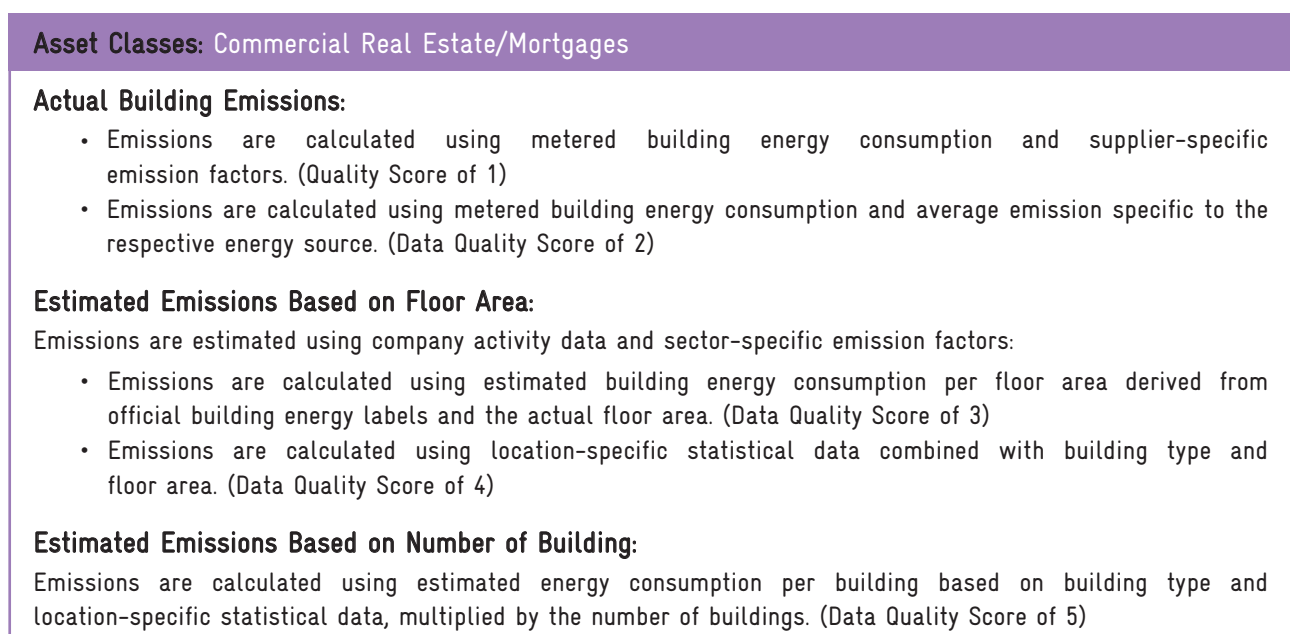 Asset Classes: Commercial Real Estate/Mortgages
Actual Building Emissions:
• Emissions are calculated using metered building energy consumption and supplier-specific
emission factors. (Quality Score of 1)
• Emissions are calculated using metered building energy consumption and average emission specific to the
respective energy source. (Data Quality Score of 2)
Estimated Emissions Based on Floor Area:
Emissions are estimated using company activity data and sector-specific emission factors:
• Emissions are calculated using estimated building energy consumption per floor area derived from
official building energy labels and the actual floor area. (Data Quality Score of 3)
• Emissions are calculated using location-specific statistical data combined with building type and
floor area. (Data Quality Score of 4)
Estimated Emissions Based on Number of Building:
Emissions are calculated using estimated energy consumption per building based on building type and
location-specific statistical data, multiplied by the number of buildings. (Data Quality Score of 5)